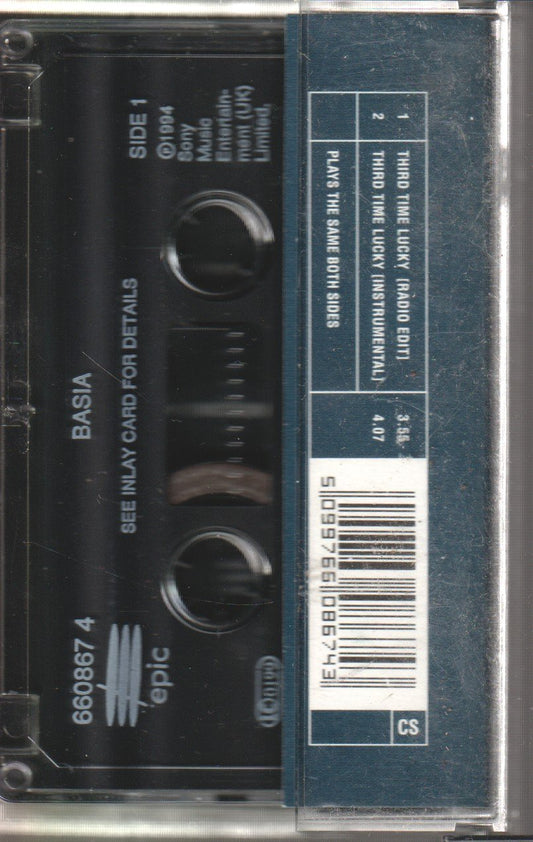 SIDE 1
©1994
Sony
Music
Entertain-
ment (UK)
Limited.
SEE INLAY CARD FOR DETAILS
BASIA
660867 4
epic
1 THIRD TIME LUCKY (RADIO EDIT) 3.55
2 THIRD TIME LUCKY [INSTRUMENTAL] 4.07
PLAYS THE SAME BOTH SIDES
5 099766 086743
CS